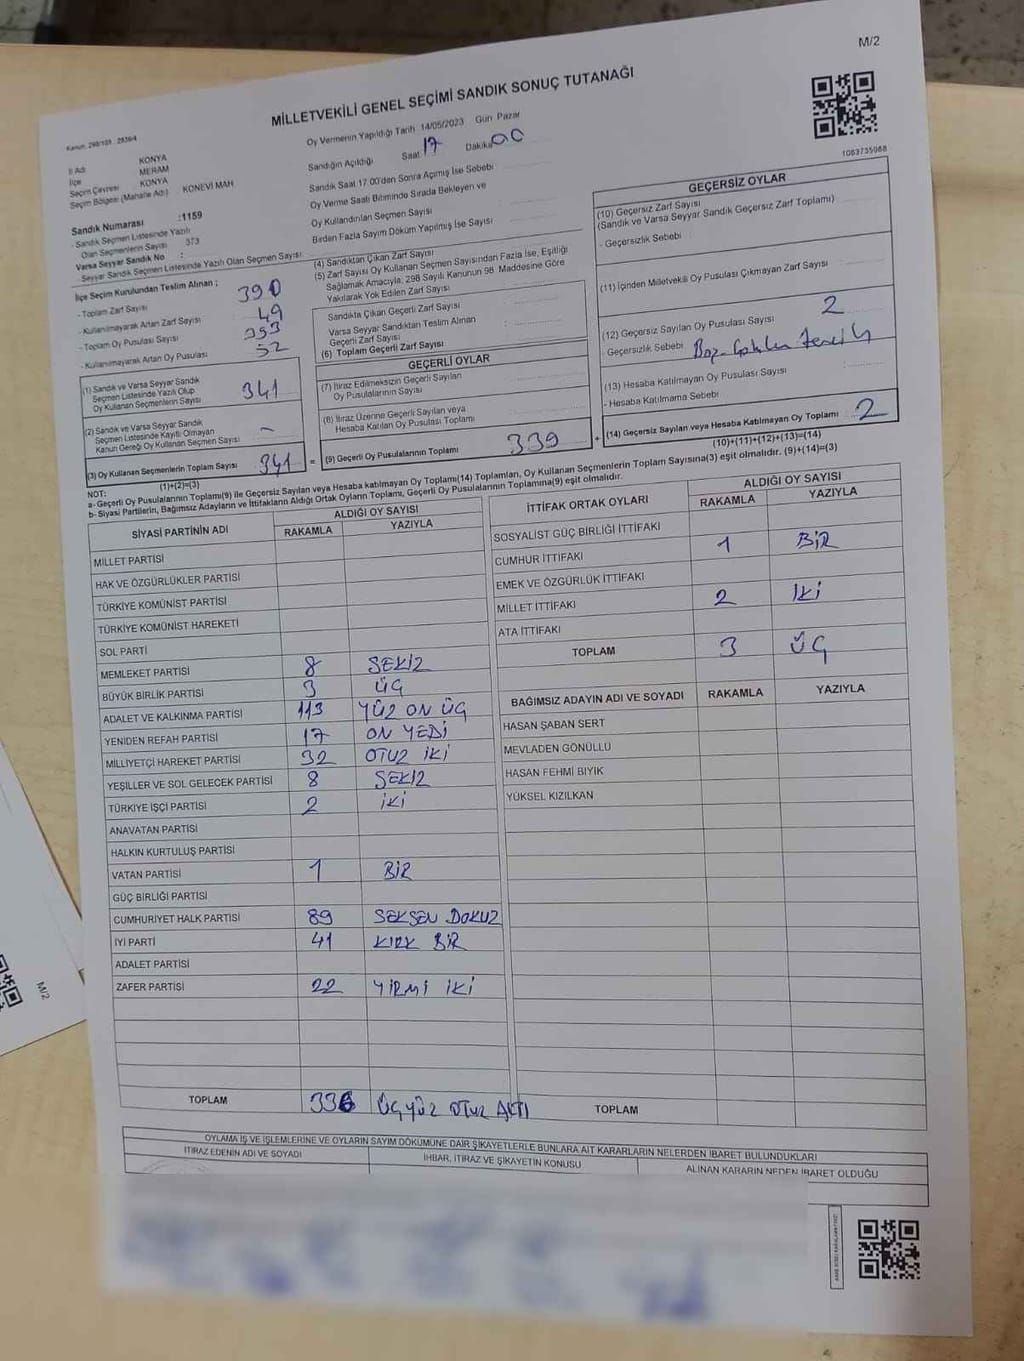 M/2
MİLLETVEKİLİ GENEL SEÇİMİ SANDIK SONUÇ TUTANAĞI
Oy Vermenin Yapıldığı Tarih 14/05/2023 Gün Pazar
Sandığın Açıldığı Saat 17 Dakika 00
Sandık Saat 17:00'den Sonra Açılmış İse Sebebi
Oy Verme Saati Bitiminde Sırada Bekleyen ve
Oy Kullandırılan Seçmen Sayısı
Birden Fazla Sayım Döküm Yapılmış İse Sayısı
1063735068
İl Adı KONYA
İlçe MERAM
Seçim Çevresi KONYA
Seçim Bölgesi (Mahalle Adı) KONEVİ MAH.
Sandık Numarası :1159
- Sandık Seçmen Listesinde Yazılı
Olan Seçmenlerin Sayısı 373
Varsa Seyyar Sandık No :
- Seyyar Sandık Seçmen Listesinde Yazılı Olan Seçmen Sayısı
İlçe Seçim Kurulundan Teslim Alınan ;
- Toplam Zarf Sayısı 390
- Kullanılmayarak Artan Zarf Sayısı 49
- Toplam Oy Pusulası Sayısı
- Kullanılmayarak Artan Oy Pusulası 52
(1) Sandık ve Varsa Seyyar Sandık
Seçmen Listesinde Yazılı Olup
Oy Kullanan Seçmenlerin Sayısı 341
(2) Sandık ve Varsa Seyyar Sandık
Seçmen Listesinde Kayıtlı Olmayan
Kanun Gereği Oy Kullanan Seçmen Sayısı -
(3) Oy Kullanan Seçmenlerin Toplam Sayısı 341
(1)+(2)=(3)
(4) Sandıktan Çıkan Zarf Sayısı
(5) Zarf Sayısı Oy Kullanan Seçmen Sayısından Fazla İse, Eşitliği
Sağlamak Amacıyla; 298 Sayılı Kanunun 98. Maddesine Göre
Yakılarak Yok Edilen Zarf Sayısı
Sandıkta Çıkan Geçerli Zarf Sayısı
Varsa Seyyar Sandıktan Teslim Alınan
Geçerli Zarf Sayısı
(6) Toplam Geçerli Zarf Sayısı
GEÇERLİ OYLAR
(7) İtiraz Edilmeksizin Geçerli Sayılan
Oy Pusulalarının Sayısı
(8) İtiraz Üzerine Geçerli Sayılan veya
Hesaba Katılan Oy Pusulası Toplamı
= (9) Geçerli Oy Pusulalarının Toplamı 339 +
GEÇERSİZ OYLAR
(10) Geçersiz Zarf Sayısı
(Sandık ve Varsa Seyyar Sandık Geçersiz Zarf Toplamı)
- Geçersizlik Sebebi :
(11) İçinden Milletvekili Oy Pusulası Çıkmayan Zarf Sayısı
(12) Geçersiz Sayılan Oy Pusulası Sayısı 2
- Geçersizlik Sebebi
(13) Hesaba Katılmayan Oy Pusulası Sayısı
- Hesaba Katılmama Sebebi
(14) Geçersiz Sayılan veya Hesaba Katılmayan Oy Toplamı 2
(10)+(11)+(12)+(13)=(14)
NOT:
a- Geçerli Oy Pusulalarının Toplamı(9) ile Geçersiz Sayılan veya Hesaba Katılmayan Oy Toplamı(14) Toplamları, Oy Kullanan Seçmenlerin Toplam Sayısına(3) eşit olmalıdır. (9)+(14)=(3)
b- Siyasi Partilerin, Bağımsız Adayların ve İttifakların Aldığı Ortak Oyların Toplamı, Geçerli Oy Pusulalarının Toplamına(9) eşit olmalıdır.
SİYASİ PARTİNİN ADI ALDIĞI OY SAYISI
RAKAMLA YAZIYLA
MİLLET PARTİSİ
HAK VE ÖZGÜRLÜKLER PARTİSİ
TÜRKİYE KOMÜNİST PARTİSİ
TÜRKİYE KOMÜNİST HAREKETİ
SOL PARTİ
MEMLEKET PARTİSİ 8 SEKİZ
BÜYÜK BİRLİK PARTİSİ 3 ÜÇ
ADALET VE KALKINMA PARTİSİ 113 YÜZ ON ÜÇ
YENİDEN REFAH PARTİSİ 17 ON YEDİ
MİLLİYETÇİ HAREKET PARTİSİ 32 OTUZ İKİ
YEŞİLLER VE SOL GELECEK PARTİSİ 8 SEKİZ
TÜRKİYE İŞÇİ PARTİSİ 2 İKİ
ANAVATAN PARTİSİ
HALKIN KURTULUŞ PARTİSİ
VATAN PARTİSİ 1 BİR
GÜÇ BİRLİĞİ PARTİSİ
CUMHURİYET HALK PARTİSİ 89 SEKSEN DOKUZ
İYİ PARTİ 41 KIRK BİR
ADALET PARTİSİ
ZAFER PARTİSİ 22 YİRMİ İKİ
TOPLAM 336 ÜÇYÜZ OTUZ ALTI
İTTİFAK ORTAK OYLARI ALDIĞI OY SAYISI
RAKAMLA YAZIYLA
SOSYALİST GÜÇ BİRLİĞİ İTTİFAKI
CUMHUR İTTİFAKI 1 BİR
EMEK VE ÖZGÜRLÜK İTTİFAKI
MİLLET İTTİFAKI 2 İKİ
ATA İTTİFAKI
TOPLAM 3 ÜÇ
BAĞIMSIZ ADAYIN ADI VE SOYADI RAKAMLA YAZIYLA
HASAN ŞABAN SERT
MEVLADEN GÖNÜLLÜ
HASAN FEHMİ BIYIK
YÜKSEL KIZILKAN
TOPLAM
OYLAMA İŞ VE İŞLEMLERİNE VE OYLARIN SAYIM DÖKÜMÜNE DAİR ŞİKAYETLERLE BUNLARA AİT KARARLARIN NELERDEN İBARET BULUNDUKLARI
İTİRAZ EDENİN ADI VE SOYADI İHBAR, İTİRAZ VE ŞİKAYETİN KONUSU ALINAN KARARIN NEDEN İBARET OLDUĞU
M/2